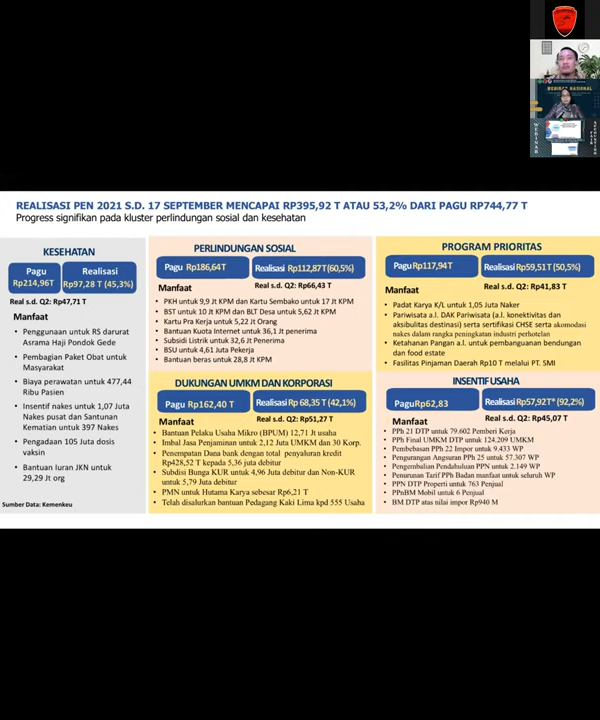 WEBINAR NASIONAL
WEBINAR
REALISASI PEN 2021 S.D. 17 SEPTEMBER MENCAPAI RP395,92 T ATAU 53,2% DARI PAGU RP744,77 T
Progress signifikan pada kluster perlindungan sosial dan kesehatan
KESEHATAN
Pagu
Rp214,96T
Realisasi
Rp97,28 T (45,3%)
Real s.d. Q2: Rp47,71 T
Manfaat
• Penggunaan untuk RS darurat
Asrama Haji Pondok Gede
• Pembagian Paket Obat untuk
Masyarakat
• Biaya perawatan untuk 477,44
Ribu Pasien
• Insentif nakes untuk 1,07 Juta
Nakes pusat dan Santunan
Kematian untuk 397 Nakes
• Pengadaan 105 juta dosis
vaksin
• Bantuan Iuran JKN untuk
29,29 Jt org
Sumber Data: Kemenkeu
PERLINDUNGAN SOSIAL
Pagu Rp186,64T
Realisasi Rp112,87T(60,5%)
Real s.d. Q2: Rp66,43 T
Manfaat
• PKH untuk 9,9 Jt KPM dan Kartu Sembako untuk 17 Jt KPM
• BST untuk 10 Jt KPM dan BLT Desa untuk 5,62 Jt KPM
• Kartu Pra Kerja untuk 5,22 Jt Orang
• Bantuan Kuota Internet untuk 36,1 Jt penerima
• Subsidi Listrik untuk 32,6 Jt Penerima
• BSU untuk 4,61 Juta Pekerja
• Bantuan beras untuk 28,8 Jt KPM
PROGRAM PRIORITAS
Pagu Rp117,94T
Realisasi Rp59,51T (50,5%)
Real s.d. Q2: Rp41,83 T
Manfaat
• Padat Karya K/L untuk 1,05 Juta Naker
• Pariwisata a.l. DAK Pariwisata (a.l. konektivitas dan
aksibulitas destinasi) serta sertifikasi CHSE serta akomodasi
nakes dalam rangka peningkatan industri perhotelan
• Ketahanan Pangan a.l. untuk pembanguanan bendungan
dan food estate
• Fasilitas Pinjaman Daerah Rp10 T melalui PT. SMI
DUKUNGAN UMKM DAN KORPORASI
Pagu Rp162,40 T
Realisasi Rp 68,35 T (42,1%)
Real s.d. Q2: Rp51,27 T
Manfaat
• Bantuan Pelaku Usaha Mikro (BPUM) 12,71 Jt usaha
• Imbal Jasa Penjaminan untuk 2,12 Juta UMKM dan 30 Korp.
• Penempatan Dana bank dengan total penyaluran kredit
Rp428,52 T kepada 5,36 juta debitur
• Subdisi Bunga KUR untuk 4,96 Juta debitur dan Non-KUR
untuk 5,79 Juta debitur
• PMN untuk Hutama Karya sebesar Rp6,21 T
• Telah disalurkan bantuan Pedagang Kaki Lima kpd 555 Usaha
INSENTIF USAHA
PaguRp62,83
Realisasi Rp57,92T* (92,2%)
Real s.d. Q2: Rp45,07 T
Manfaat
• PPh 21 DTP untuk 79.602 Pemberi Kerja
• PPh Final UMKM DTP untuk 124.209 UMKM
• Pembebasan PPh 22 Impor untuk 9.433 WP
• Pengurangan Angsuran PPh 25 untuk 57.307 WP
• Pengembalian Pendahuluan PPN untuk 2.149 WP
• Penurunan Tarif PPh Badan manfaat untuk seluruh WP
• PPN DTP Properti untuk 763 Penjual
• PPnBM Mobil untuk 6 Penjual
• BM DTP atas nilai impor Rp940 M